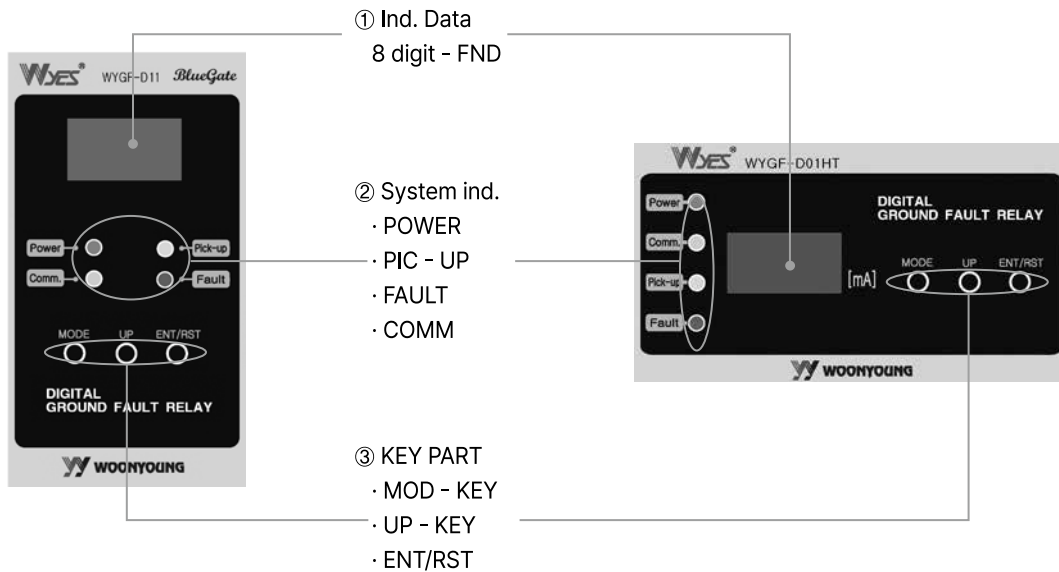 ① Ind. Data
8 digit - FND
WYES® WYGF-D11 BlueGate
Power
Pick-up
Comm.
Fault
MODE UP ENT/RST
DIGITAL
GROUND FAULT RELAY
WOONYOUNG
② System ind.
· POWER
· PIC - UP
· FAULT
· COMM
WYES® WYGF-D01HT
Power
Comm.
Pick-up
Fault
[mA]
DIGITAL
GROUND FAULT RELAY
MODE UP ENT/RST
WOONYOUNG
③ KEY PART
· MOD - KEY
· UP - KEY
· ENT/RST